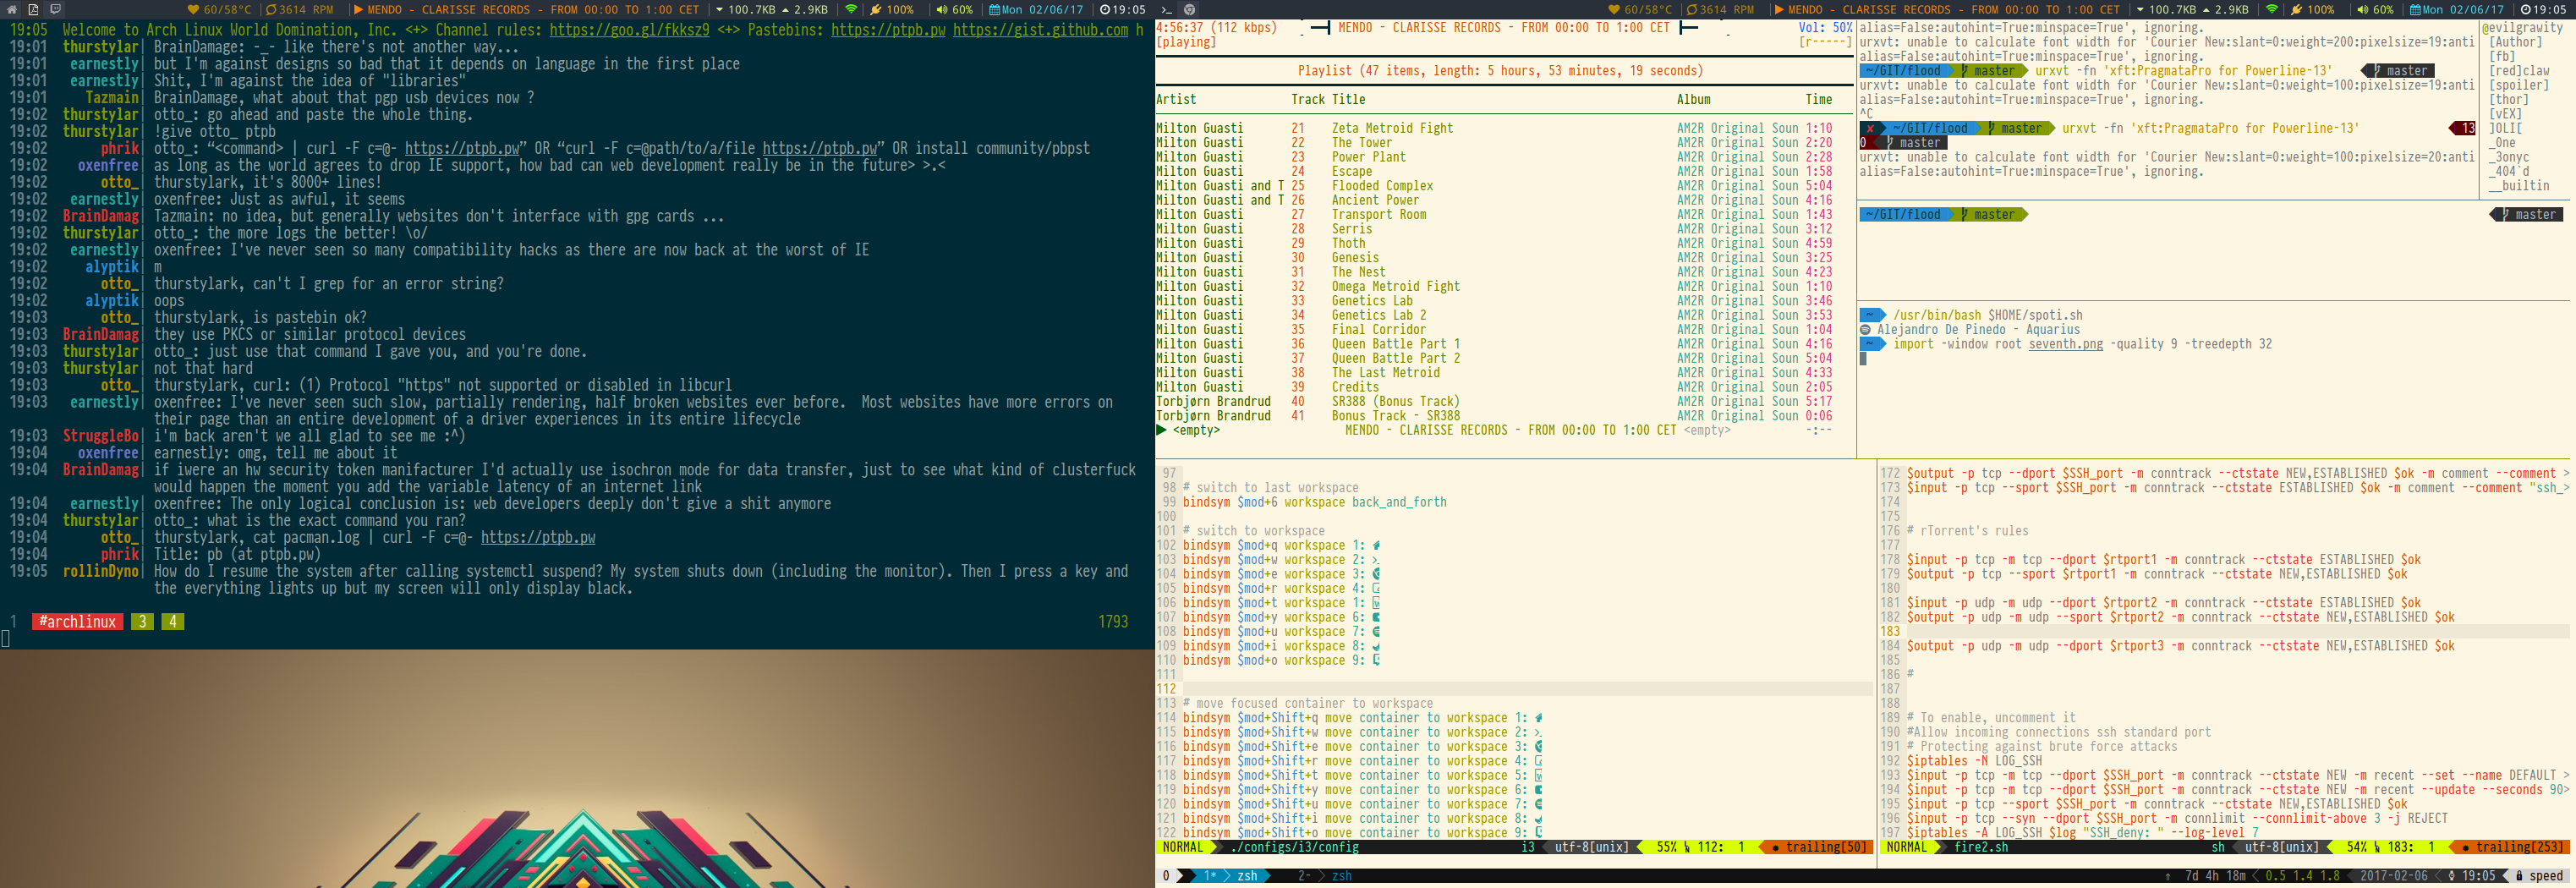 60/58°C | 3614 RPM | MENDO - CLARISSE RECORDS - FROM 00:00 TO 1:00 CET | 100.7KB 2.9KB | | 100% | 60% | Mon 02/06/17 | 19:05
19:05 Welcome to Arch Linux World Domination, Inc. <+> Channel rules: https://goo.gl/fkksz9 <+> Pastebins: https://ptpb.pw https://gist.github.com h
19:01 thurstylar| BrainDamage: -_- like there's not another way...
19:01 earnestly| but I'm against designs so bad that it depends on language in the first place
19:01 earnestly| Shit, I'm against the idea of "libraries"
19:01 Tazmain| BrainDamage, what about that pgp usb devices now ?
19:02 thurstylar| otto_: go ahead and paste the whole thing.
19:02 thurstylar| !give otto_ ptpb
19:02 phrik| otto_: “<command> | curl -F c=@- https://ptpb.pw” OR “curl -F c=@path/to/a/file https://ptpb.pw” OR install community/pbpst
19:02 oxenfree| as long as the world agrees to drop IE support, how bad can web development really be in the future> >.<
19:02 otto_| thurstylark, it's 8000+ lines!
19:02 earnestly| oxenfree: Just as awful, it seems
19:02 BrainDamag| Tazmain: no idea, but generally websites don't interface with gpg cards ...
19:02 thurstylar| otto_: the more logs the better! \o/
19:02 earnestly| oxenfree: I've never seen so many compatibility hacks as there are now back at the worst of IE
19:02 alyptik| m
19:02 otto_| thurstylark, can't I grep for an error string?
19:02 alyptik| oops
19:03 otto_| thurstylark, is pastebin ok?
19:03 BrainDamag| they use PKCS or similar protocol devices
19:03 thurstylar| otto_: just use that command I gave you, and you're done.
19:03 thurstylar| not that hard
19:03 otto_| thurstylark, curl: (1) Protocol "https" not supported or disabled in libcurl
19:03 earnestly| oxenfree: I've never seen such slow, partially rendering, half broken websites ever before.  Most websites have more errors on
their page than an entire development of a driver experiences in its entire lifecycle
19:03 StruggleBo| i'm back aren't we all glad to see me :^)
19:04 oxenfree| earnestly: omg, tell me about it
19:04 BrainDamag| if iwere an hw security token manifacturer I'd actually use isochron mode for data transfer, just to see what kind of clusterfuck
would happen the moment you add the variable latency of an internet link
19:04 earnestly| oxenfree: The only logical conclusion is: web developers deeply don't give a shit anymore
19:04 thurstylar| otto_: what is the exact command you ran?
19:04 otto_| thurstylark, cat pacman.log | curl -F c=@- https://ptpb.pw
19:04 phrik| Title: pb (at ptpb.pw)
19:05 rollinDyno| How do I resume the system after calling systemctl suspend? My system shuts down (including the monitor). Then I press a key and
the everything lights up but my screen will only display black.
1 #archlinux 3 4 1793
60/58°C | 3614 RPM | MENDO - CLARISSE RECORDS - FROM 00:00 TO 1:00 CET | 100.7KB 2.9KB | | 100% | 60% | Mon 02/06/17 | 19:05
4:56:37 (112 kbps) MENDO - CLARISSE RECORDS - FROM 00:00 TO 1:00 CET Vol: 50%
[playing] [r-----]
Playlist (47 items, length: 5 hours, 53 minutes, 19 seconds)
Artist Track Title Album Time
Milton Guasti 21 Zeta Metroid Fight AM2R Original Soun 1:10
Milton Guasti 22 The Tower AM2R Original Soun 2:20
Milton Guasti 23 Power Plant AM2R Original Soun 2:28
Milton Guasti 24 Escape AM2R Original Soun 1:58
Milton Guasti and T 25 Flooded Complex AM2R Original Soun 5:04
Milton Guasti and T 26 Ancient Power AM2R Original Soun 4:16
Milton Guasti 27 Transport Room AM2R Original Soun 1:43
Milton Guasti 28 Serris AM2R Original Soun 3:12
Milton Guasti 29 Thoth AM2R Original Soun 4:59
Milton Guasti 30 Genesis AM2R Original Soun 3:25
Milton Guasti 31 The Nest AM2R Original Soun 4:23
Milton Guasti 32 Omega Metroid Fight AM2R Original Soun 1:10
Milton Guasti 33 Genetics Lab AM2R Original Soun 3:46
Milton Guasti 34 Genetics Lab 2 AM2R Original Soun 3:53
Milton Guasti 35 Final Corridor AM2R Original Soun 1:04
Milton Guasti 36 Queen Battle Part 1 AM2R Original Soun 4:16
Milton Guasti 37 Queen Battle Part 2 AM2R Original Soun 5:04
Milton Guasti 38 The Last Metroid AM2R Original Soun 4:33
Milton Guasti 39 Credits AM2R Original Soun 2:05
Torbjørn Brandrud 40 SR388 (Bonus Track) AM2R Original Soun 5:17
Torbjørn Brandrud 41 Bonus Track - SR388 AM2R Original Soun 0:06
<empty> MENDO - CLARISSE RECORDS - FROM 00:00 TO 1:00 CET <empty> -:--
alias=False:autohint=True:minspace=True', ignoring.
urxvt: unable to calculate font width for 'Courier New:slant=0:weight=200:pixelsize=19:anti
alias=False:autohint=True:minspace=True', ignoring.
~/GIT/flood master urxvt -fn 'xft:PragmataPro for Powerline-13' master
urxvt: unable to calculate font width for 'Courier New:slant=0:weight=100:pixelsize=19:anti
alias=False:autohint=True:minspace=True', ignoring.
^C
✘ ~/GIT/flood master urxvt -fn 'xft:PragmataPro for Powerline-13' 13
0 master
urxvt: unable to calculate font width for 'Courier New:slant=0:weight=100:pixelsize=20:anti
alias=False:autohint=True:minspace=True', ignoring.
@evilgravity
[Author]
[fb]
[red]claw
[spoiler]
[thor]
[vEX]
]OLI[
_0ne
_3onyc
_404`d
__builtin
~/GIT/flood master master
~ /usr/bin/bash $HOME/spoti.sh
Alejandro De Pinedo - Aquarius
~ import -window root seventh.png -quality 9 -treedepth 32
97
98 # switch to last workspace
99 bindsym $mod+6 workspace back_and_forth
100
101 # switch to workspace
102 bindsym $mod+q workspace 1:
103 bindsym $mod+w workspace 2:
104 bindsym $mod+e workspace 3:
105 bindsym $mod+r workspace 4:
106 bindsym $mod+t workspace 1:
107 bindsym $mod+y workspace 6:
108 bindsym $mod+u workspace 7:
109 bindsym $mod+i workspace 8:
110 bindsym $mod+o workspace 9:
111
112
113 # move focused container to workspace
114 bindsym $mod+Shift+q move container to workspace 1:
115 bindsym $mod+Shift+w move container to workspace 2:
116 bindsym $mod+Shift+e move container to workspace 3:
117 bindsym $mod+Shift+r move container to workspace 4:
118 bindsym $mod+Shift+t move container to workspace 5:
119 bindsym $mod+Shift+y move container to workspace 6:
120 bindsym $mod+Shift+u move container to workspace 7:
121 bindsym $mod+Shift+i move container to workspace 8:
122 bindsym $mod+Shift+o move container to workspace 9:
NORMAL ./configs/i3/config i3 utf-8[unix] 55% 112: 1 trailing[50]
172 $output -p tcp --dport $SSH_port -m conntrack --ctstate NEW,ESTABLISHED $ok -m comment --comment >
173 $input -p tcp --sport $SSH_port -m conntrack --ctstate ESTABLISHED $ok -m comment --comment "ssh_>
174
175
176 # rTorrent's rules
177
178 $input -p tcp -m tcp --dport $rtport1 -m conntrack --ctstate ESTABLISHED $ok
179 $output -p tcp --sport $rtport1 -m conntrack --ctstate NEW,ESTABLISHED $ok
180
181 $input -p udp -m udp --dport $rtport2 -m conntrack --ctstate ESTABLISHED $ok
182 $output -p udp -m udp --sport $rtport2 -m conntrack --ctstate NEW,ESTABLISHED $ok
183
184 $output -p udp -m udp --dport $rtport3 -m conntrack --ctstate NEW,ESTABLISHED $ok
185
186 #
187
188
189 # To enable, uncomment it
190 #Allow incoming connections ssh standard port
191 # Protecting against brute force attacks
192 $iptables -N LOG_SSH
193 $input -p tcp -m tcp --dport $SSH_port -m conntrack --ctstate NEW -m recent --set --name DEFAULT >
194 $input -p tcp -m tcp --dport $SSH_port -m conntrack --ctstate NEW -m recent --update --seconds 90>
195 $input -p tcp --sport $SSH_port -m conntrack --ctstate NEW,ESTABLISHED $ok
196 $input -p tcp --syn --dport $SSH_port -m connlimit --connlimit-above 3 -j REJECT
197 $iptables -A LOG_SSH $log "SSH_deny: " --log-level 7
NORMAL fire2.sh sh utf-8[unix] 54% 183: 1 trailing[253]
0 1* zsh 2- zsh ↑ 7d 4h 18m 0.5 1.4 1.8 2017-02-06 19:05 speed